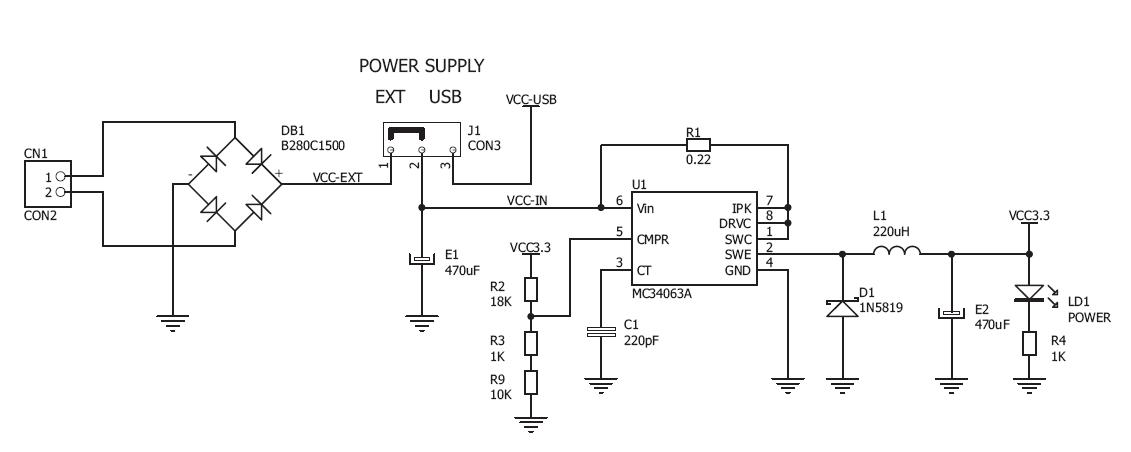 POWER SUPPLY
EXT USB
VCC-USB
CN1
1
2
CON2
DB1
B280C1500
-
+
VCC-EXT
J1
CON3
1
2
3
VCC-IN
R1
0.22
U1
6 Vin
5 CMPR
3 CT
IPK 7
DRVC 8
SWC 1
SWE 2
GND 4
MC34063A
E1
470uF
VCC3.3
R2
18K
R3
1K
R9
10K
C1
220pF
L1
220uH
D1
1N5819
VCC3.3
E2
470uF
LD1
POWER
R4
1K